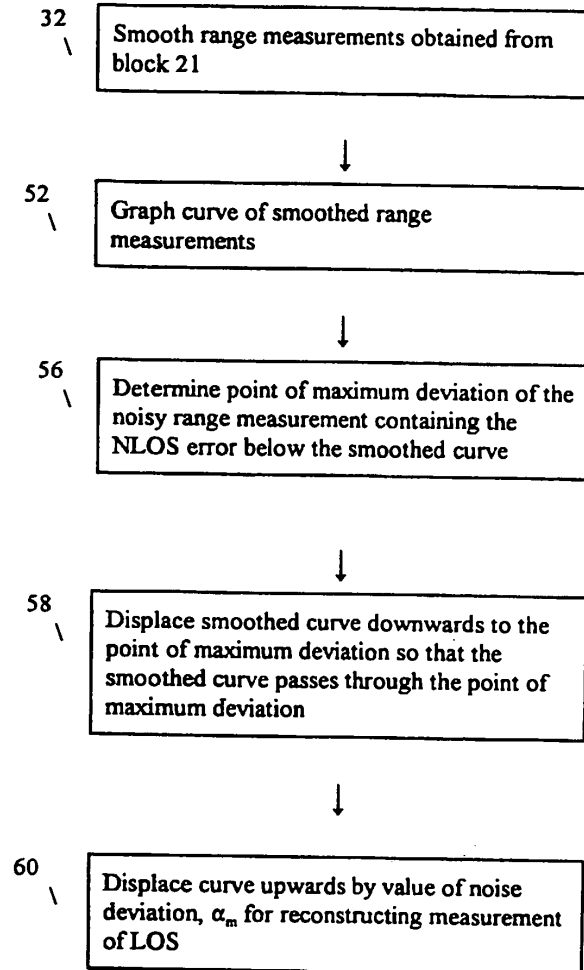 32
Smooth range measurements obtained from
block 21
52
Graph curve of smoothed range
measurements
56
Determine point of maximum deviation of the
noisy range measurement containing the
NLOS error below the smoothed curve
58
Displace smoothed curve downwards to the
point of maximum deviation so that the
smoothed curve passes through the point of
maximum deviation
60
Displace curve upwards by value of noise
deviation, αₘ for reconstructing measurement
of LOS